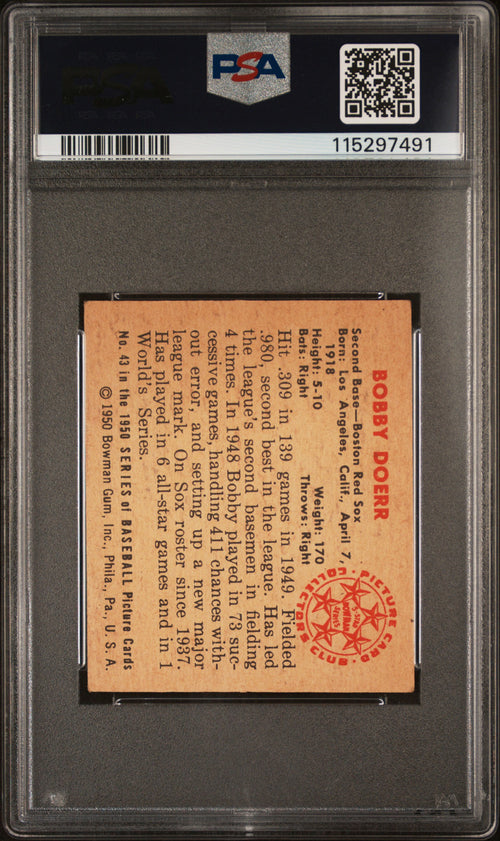 PSA
115297491
BOBBY DOERR
Second Base—Boston Red Sox
Born: Los Angeles, Calif., April 7,
1918
Height: 5-10 Weight: 170
Bats: Right Throws: Right
Hit .309 in 139 games in 1949. Fielded
.980, second best in the league. Has led
the league's second basemen in fielding
4 times. In 1948 Bobby played in 73 suc-
cessive games, handling 411 chances with-
out error, and setting up a new major
league mark. On Sox roster since 1937.
Has played in 6 all-star games and in 1
World's Series.
No. 43 in the 1950 SERIES of BASEBALL Picture Cards
© 1950 Bowman Gum, Inc., Phila., Pa., U. S. A.
PICTURE CARD
COLLECTORS CLUB
5-STAR
BOWMAN
SERIES